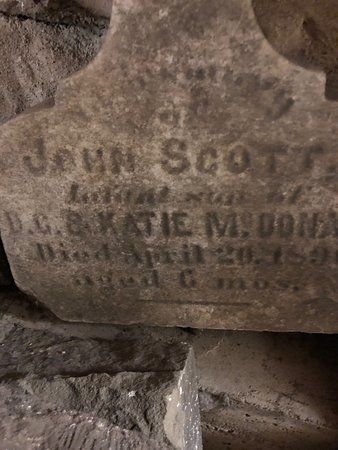 of
JOHN SCOTT.
Infant son of
D.C. & KATIE McDONA
Died April 20, 189
aged 6 mos.